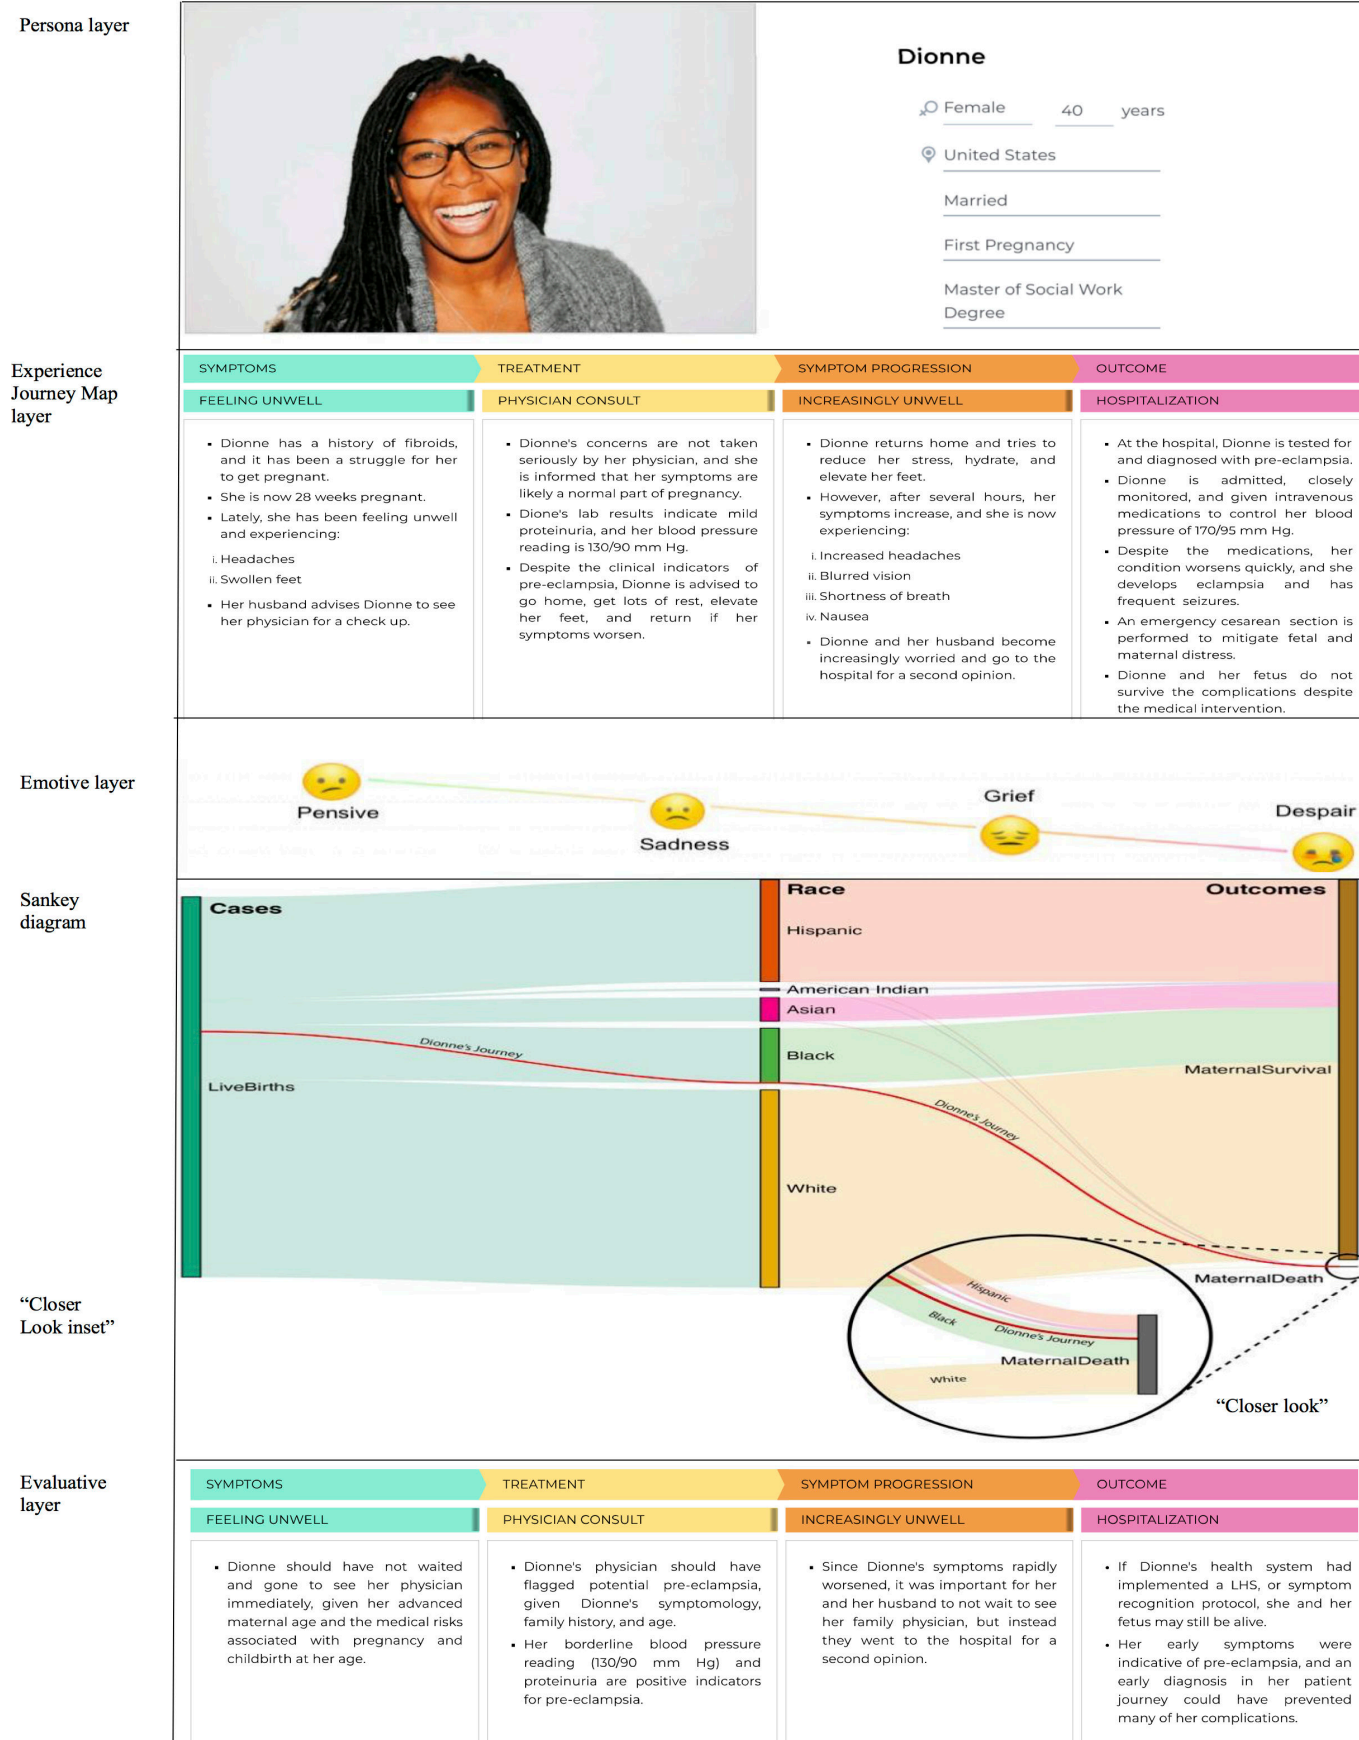 Persona layer
Dionne
Female 40 years
United States
Married
First Pregnancy
Master of Social Work
Degree
Experience
Journey Map
layer
SYMPTOMS
TREATMENT
SYMPTOM PROGRESSION
OUTCOME
FEELING UNWELL
PHYSICIAN CONSULT
INCREASINGLY UNWELL
HOSPITALIZATION
▪ Dionne has a history of fibroids,
and it has been a struggle for her
to get pregnant.
▪ She is now 28 weeks pregnant.
▪ Lately, she has been feeling unwell
and experiencing:
i. Headaches
ii. Swollen feet
▪ Her husband advises Dionne to see
her physician for a check up.
▪ Dionne's concerns are not taken
seriously by her physician, and she
is informed that her symptoms are
likely a normal part of pregnancy.
▪ Dione's lab results indicate mild
proteinuria, and her blood pressure
reading is 130/90 mm Hg.
▪ Despite the clinical indicators of
pre-eclampsia, Dionne is advised to
go home, get lots of rest, elevate
her feet, and return if her
symptoms worsen.
▪ Dionne returns home and tries to
reduce her stress, hydrate, and
elevate her feet.
▪ However, after several hours, her
symptoms increase, and she is now
experiencing:
i. Increased headaches
ii. Blurred vision
iii. Shortness of breath
iv. Nausea
▪ Dionne and her husband become
increasingly worried and go to the
hospital for a second opinion.
▪ At the hospital, Dionne is tested for
and diagnosed with pre-eclampsia.
▪ Dionne is admitted, closely
monitored, and given intravenous
medications to control her blood
pressure of 170/95 mm Hg.
▪ Despite the medications, her
condition worsens quickly, and she
develops eclampsia and has
frequent seizures.
▪ An emergency cesarean section is
performed to mitigate fetal and
maternal distress.
▪ Dionne and her fetus do not
survive the complications despite
the medical intervention.
Emotive layer
Pensive
Sadness
Grief
Despair
Sankey
diagram
Cases
Race
Outcomes
Hispanic
American Indian
Asian
Dionne's Journey
Black
LiveBirths
MaternalSurvival
Dionne's Journey
White
MaternalDeath
“Closer
Look inset”
Hispanic
Black
Dionne's Journey
MaternalDeath
White
“Closer look”
Evaluative
layer
SYMPTOMS
TREATMENT
SYMPTOM PROGRESSION
OUTCOME
FEELING UNWELL
PHYSICIAN CONSULT
INCREASINGLY UNWELL
HOSPITALIZATION
▪ Dionne should have not waited
and gone to see her physician
immediately, given her advanced
maternal age and the medical risks
associated with pregnancy and
childbirth at her age.
▪ Dionne's physician should have
flagged potential pre-eclampsia,
given Dionne's symptomology,
family history, and age.
▪ Her borderline blood pressure
reading (130/90 mm Hg) and
proteinuria are positive indicators
for pre-eclampsia.
▪ Since Dionne's symptoms rapidly
worsened, it was important for her
and her husband to not wait to see
her family physician, but instead
they went to the hospital for a
second opinion.
▪ If Dionne's health system had
implemented a LHS, or symptom
recognition protocol, she and her
fetus may still be alive.
▪ Her early symptoms were
indicative of pre-eclampsia, and an
early diagnosis in her patient
journey could have prevented
many of her complications.